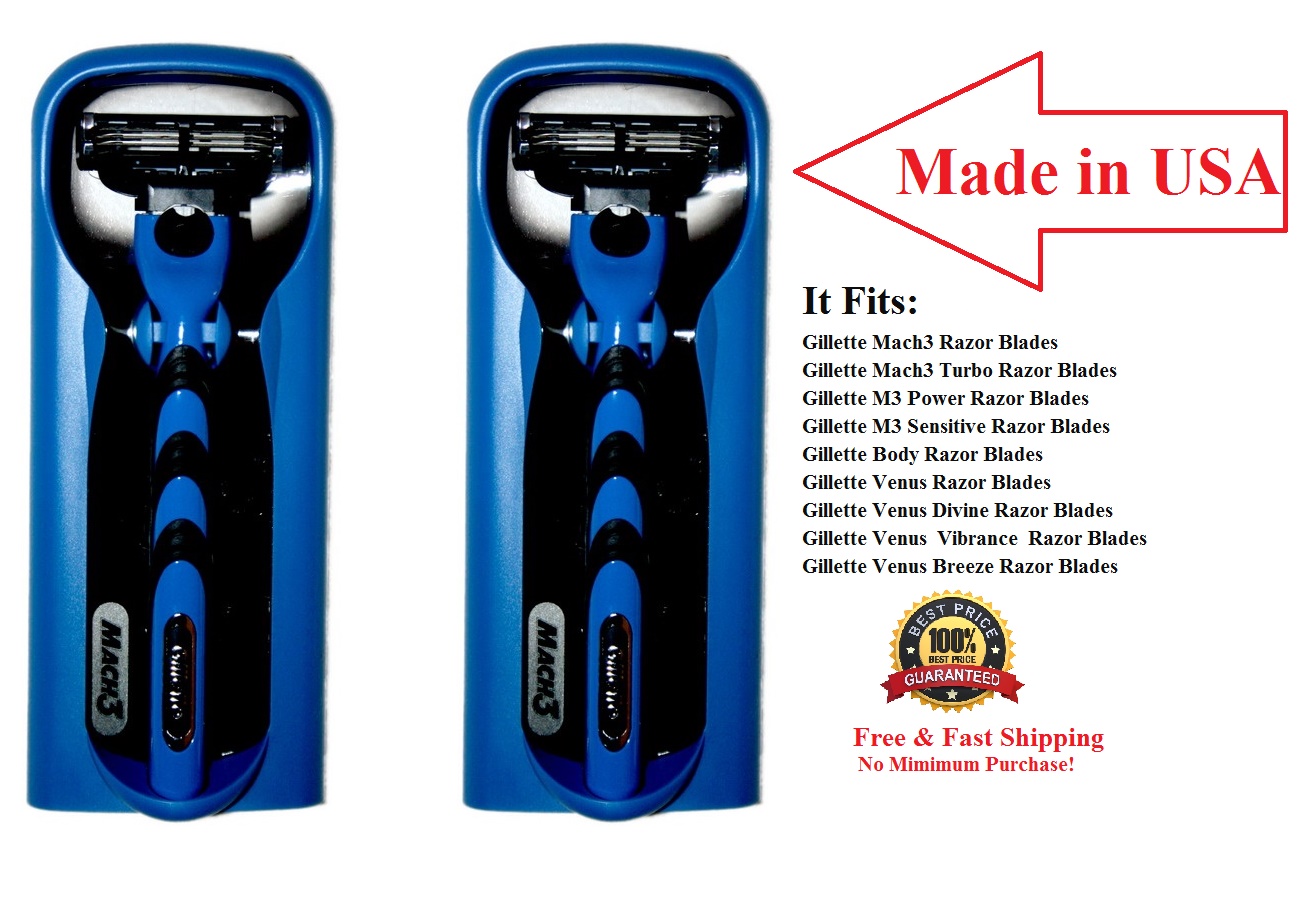 Made in USA
It Fits:
Gillette Mach3 Razor Blades
Gillette Mach3 Turbo Razor Blades
Gillette M3 Power Razor Blades
Gillette M3 Sensitive Razor Blades
Gillette Body Razor Blades
Gillette Venus Razor Blades
Gillette Venus Divine Razor Blades
Gillette Venus  Vibrance  Razor Blades
Gillette Venus Breeze Razor Blades
BEST PRICE
100%
BEST PRICE
GUARANTEED
Free & Fast Shipping
No Mimimum Purchase!
MACH3
Gillette
MACH3
Gillette